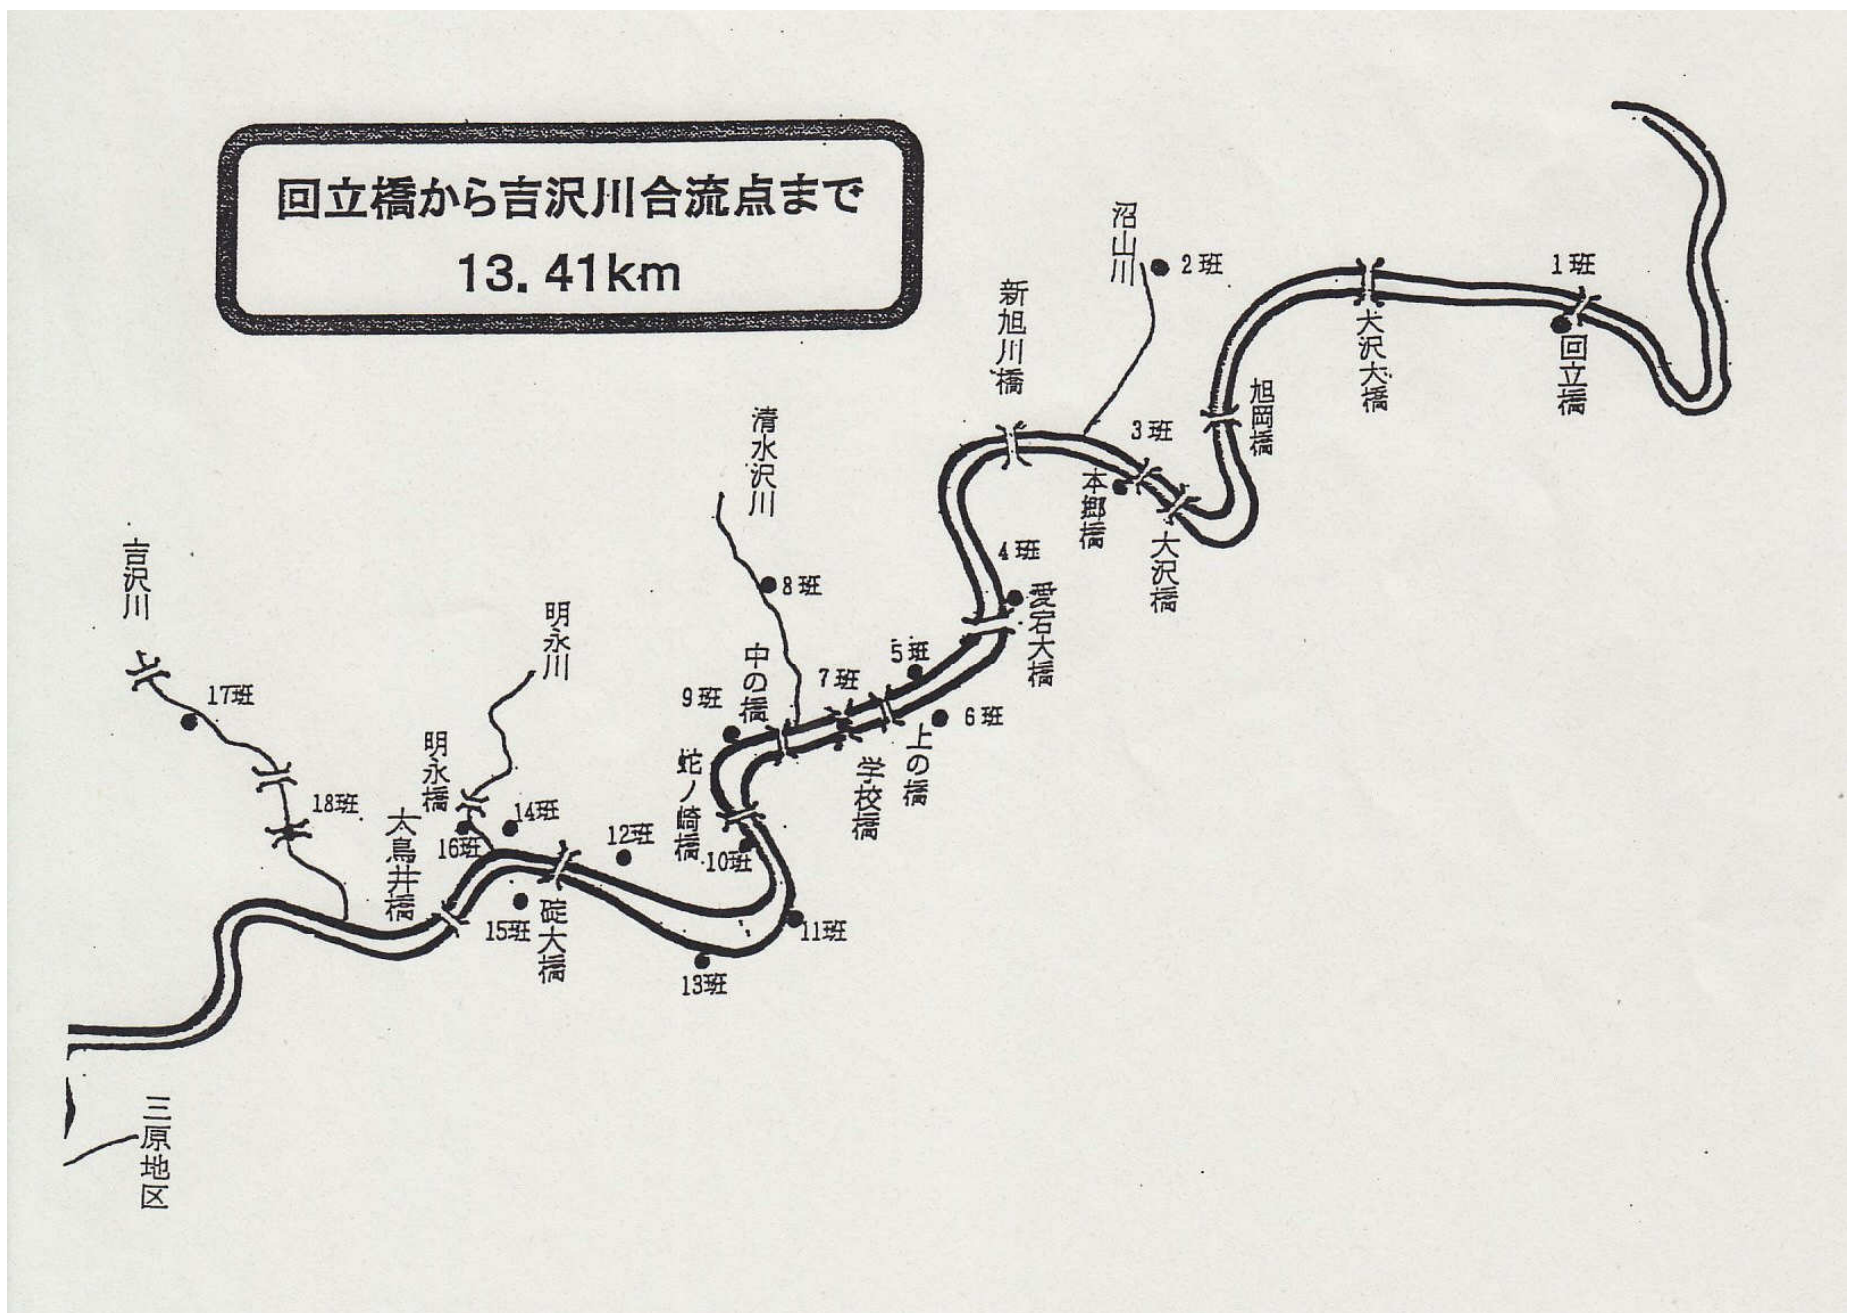 回立橋から吉沢川合流点まで
13.41km
沼山川
2班
1班
新旭川橋
大沢大橋
回立橋
旭岡橋
清水沢川
3班
本郷橋
大沢橋
吉沢川
4班
愛宕大橋
8班
明永川
中の橋
5班
7班
9班
6班
17班
上の橋
明永橋
蛇ノ崎橋
学校橋
18班
大鳥井橋
14班
16班
12班
10班
15班
碇大橋
11班
13班
三原地区